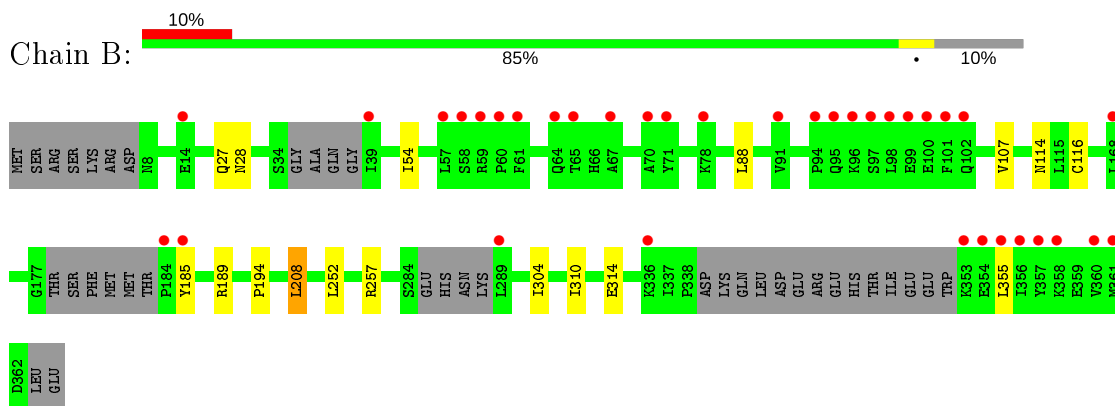 10%
Chain B:
85%
10%
MET SER ARG SER LYS ARG ASP N8 E14 Q27 N28 S34 GLY ALA GLN GLY I39 I54 L57 S58 R59 P60 F61 Q64 T65 H66 A67 A70 Y71 K78 L88 V91 P94 Q95 K96 S97 L98 E99 E100 F101 Q102 V107 N114 L115 C116 L168
G177 THR SER PHE MET MET THR P184 Y185 R189 P194 L208 L252 R257 S284 GLU HIS ASN LYS L289 I304 I310 E314 K336 I337 P338 ASP LYS GLN LEU ASP GLU ARG GLU HIS THR ILE GLU GLU TRP K353 E354 L355 I356 Y357 K358 E359 V360 M361
D362 LEU GLU